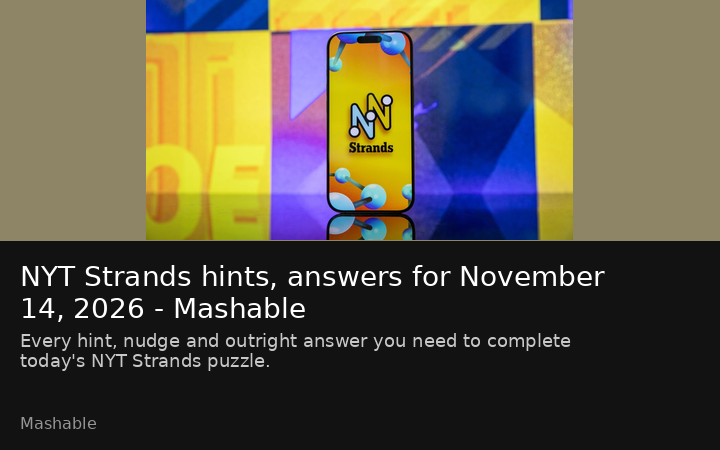 Strands
NYT Strands hints, answers for November
14, 2026 - Mashable
Every hint, nudge and outright answer you need to complete
today's NYT Strands puzzle.
Mashable